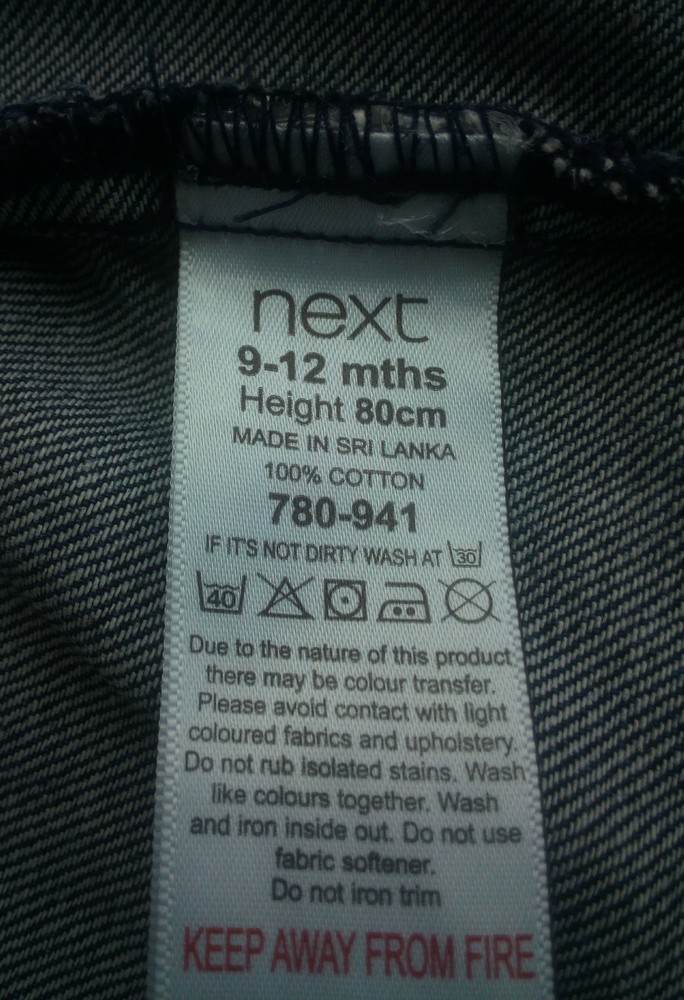 next
9-12 mths
Height 80cm
MADE IN SRI LANKA
100% COTTON
780-941
IF IT'S NOT DIRTY WASH AT 30
40
Due to the nature of this product
there may be colour transfer.
Please avoid contact with light
coloured fabrics and upholstery.
Do not rub isolated stains. Wash
like colours together. Wash
and iron inside out. Do not use
fabric softener.
Do not iron trim
KEEP AWAY FROM FIRE